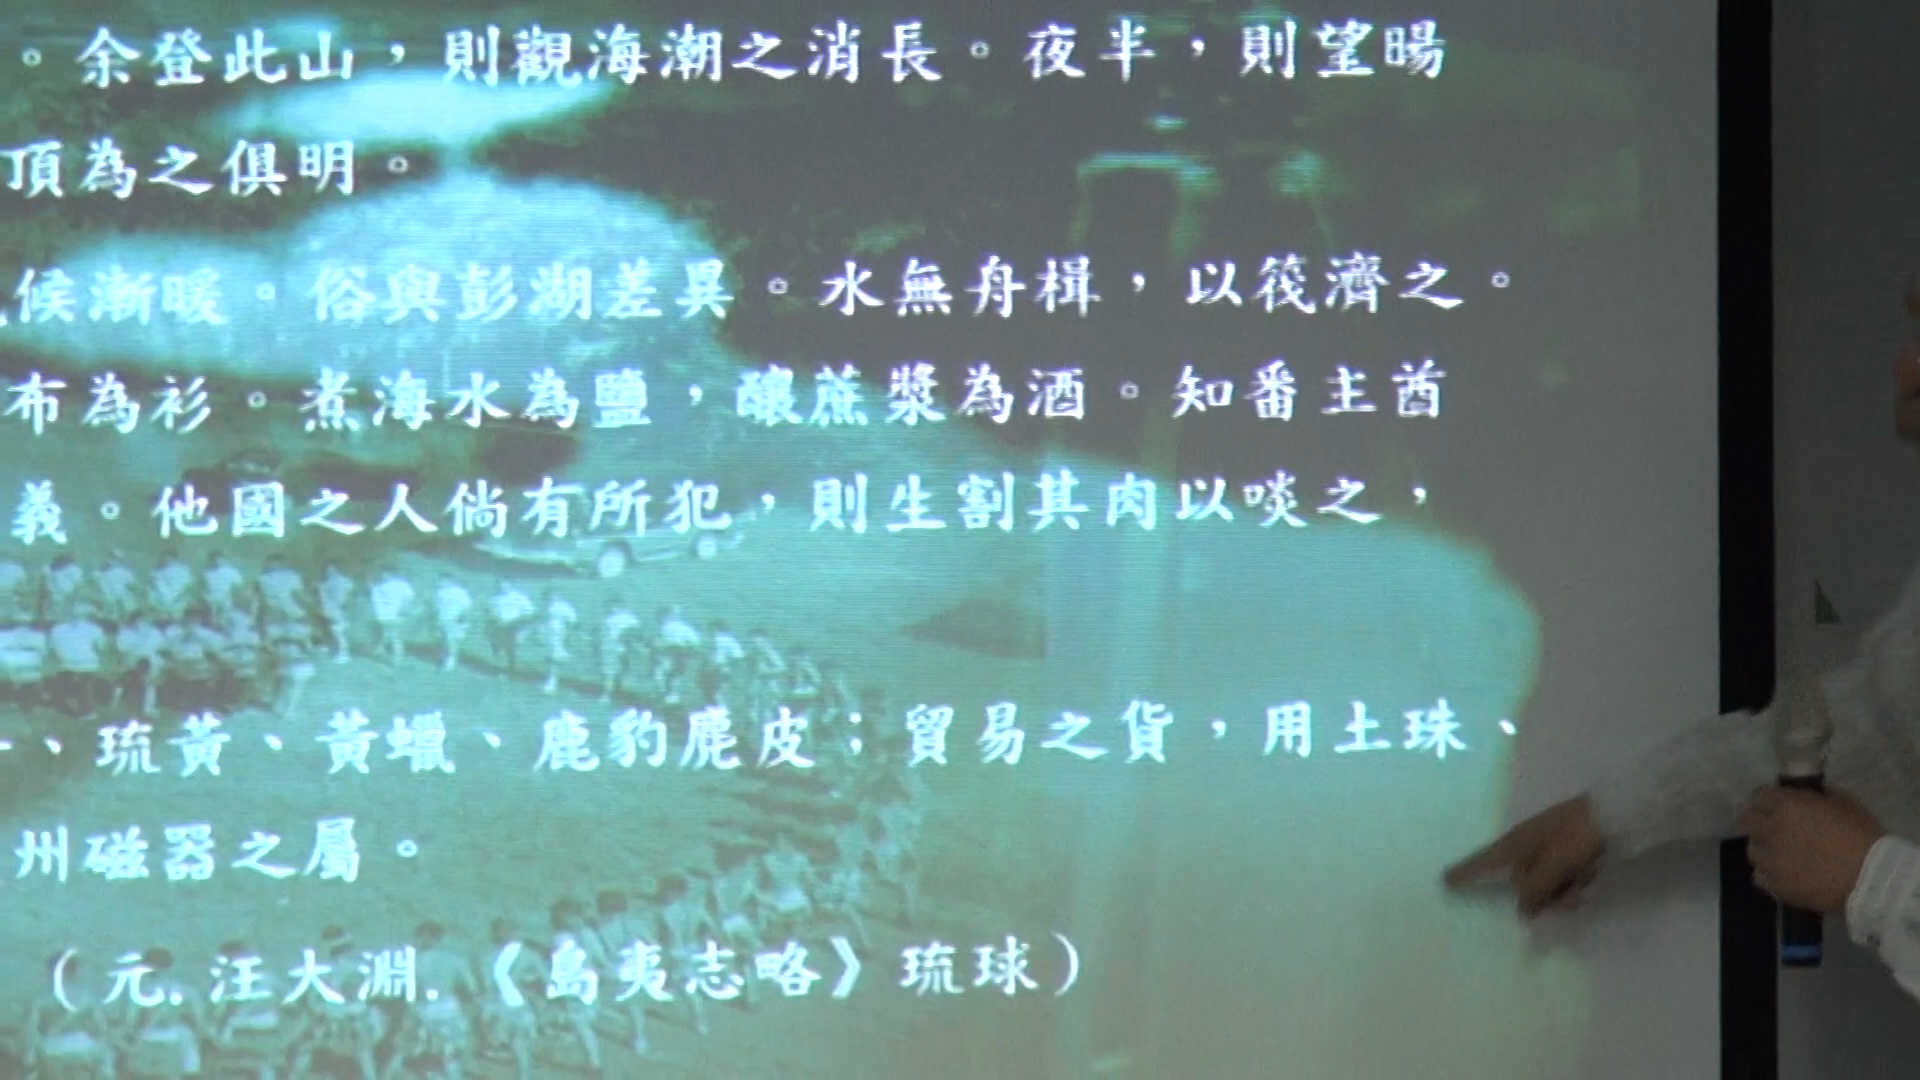 。余登此山，則觀海潮之消長。夜半，則望暘
頂為之俱明。
候漸暖。俗與彭湖差異。水無舟楫，以筏濟之。
布為衫。煮海水為鹽，釀蔗漿為酒。知番主酋
義。他國之人倘有所犯，則生割其肉以啖之，
、琉黃、黃蠟、鹿豹麂皮；貿易之貨，用土珠、
州磁器之屬。
（元.汪大淵.《島夷志略》琉球）